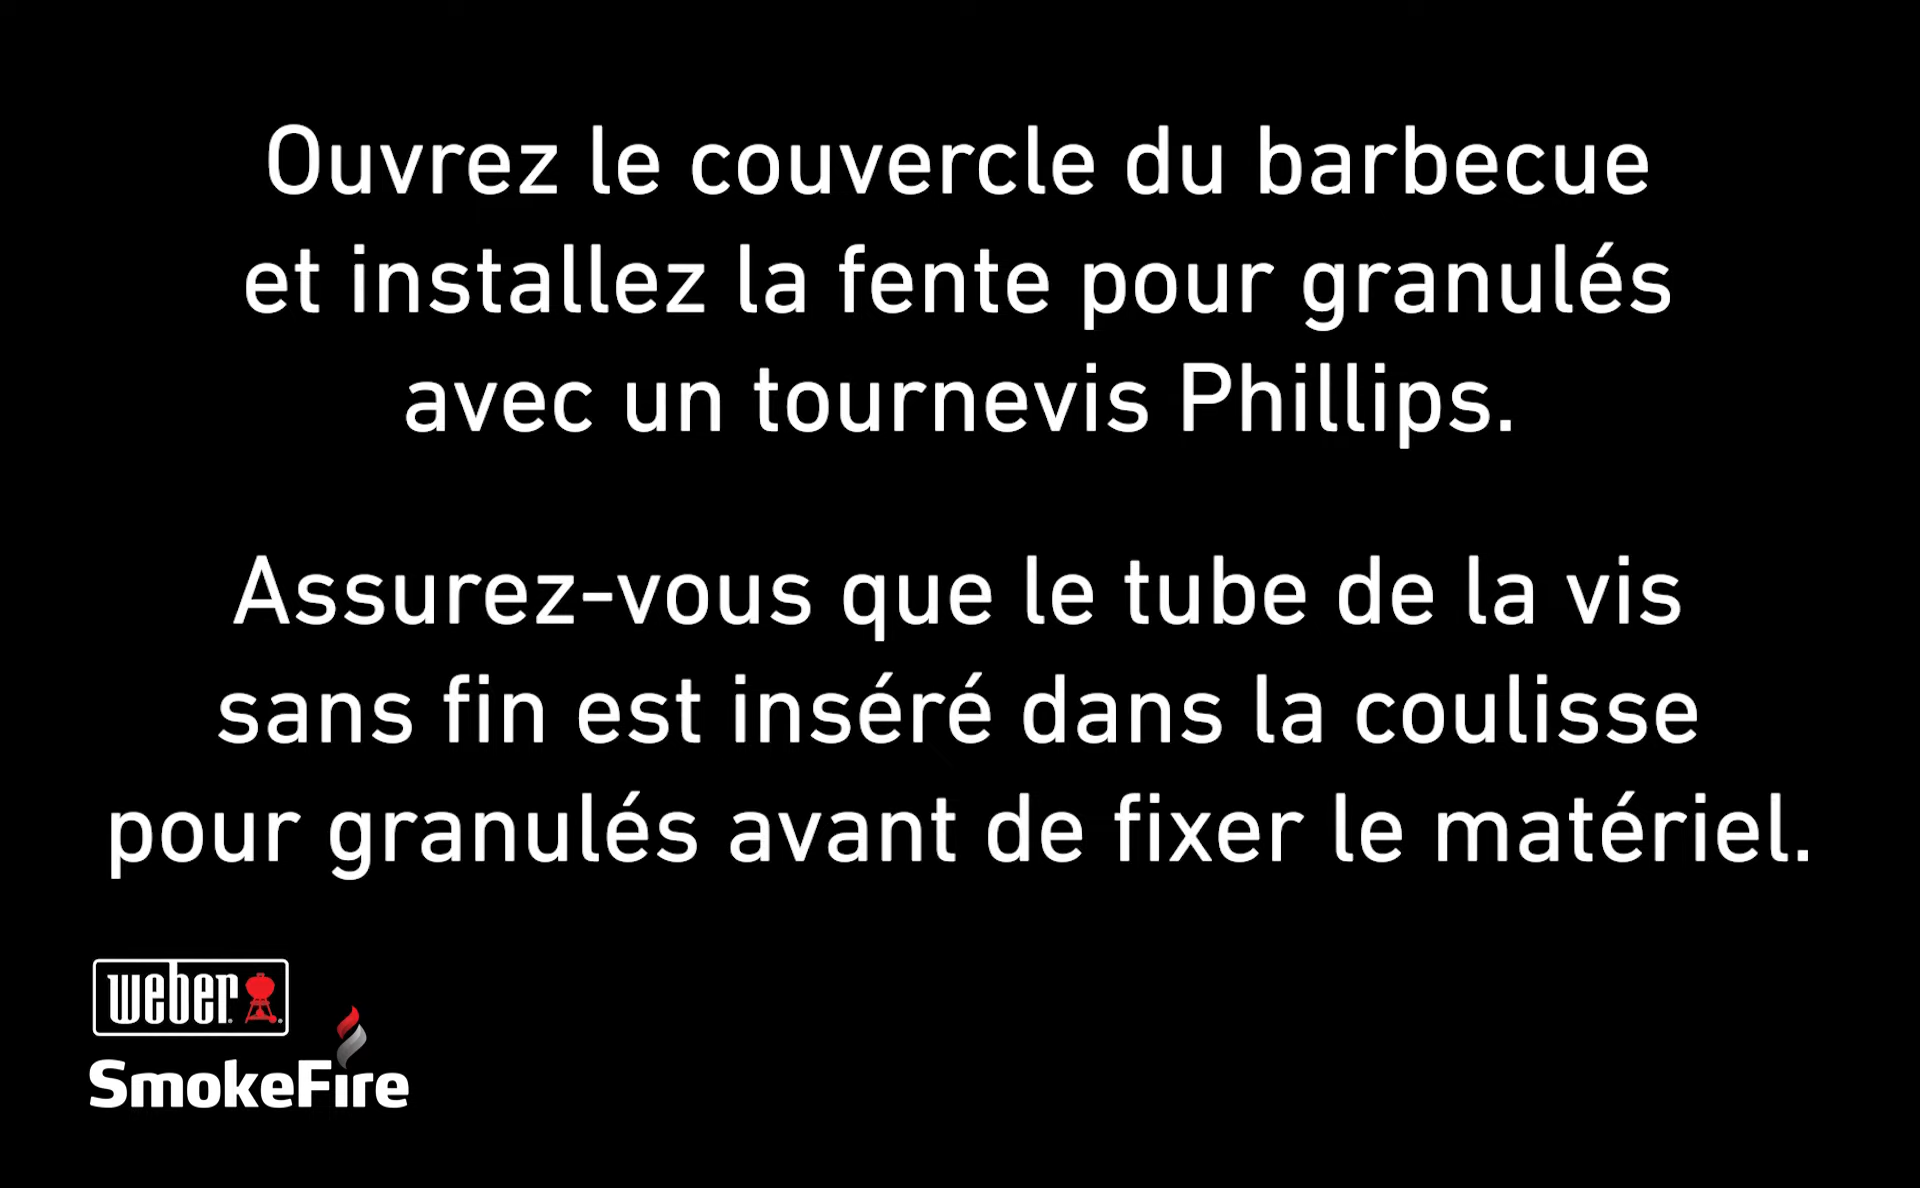 Ouvrez le couvercle du barbecue
et installez la fente pour granulés
avec un tournevis Phillips.
Assurez-vous que le tube de la vis
sans fin est inséré dans la coulisse
pour granulés avant de fixer le matériel.
weber
SmokeFire